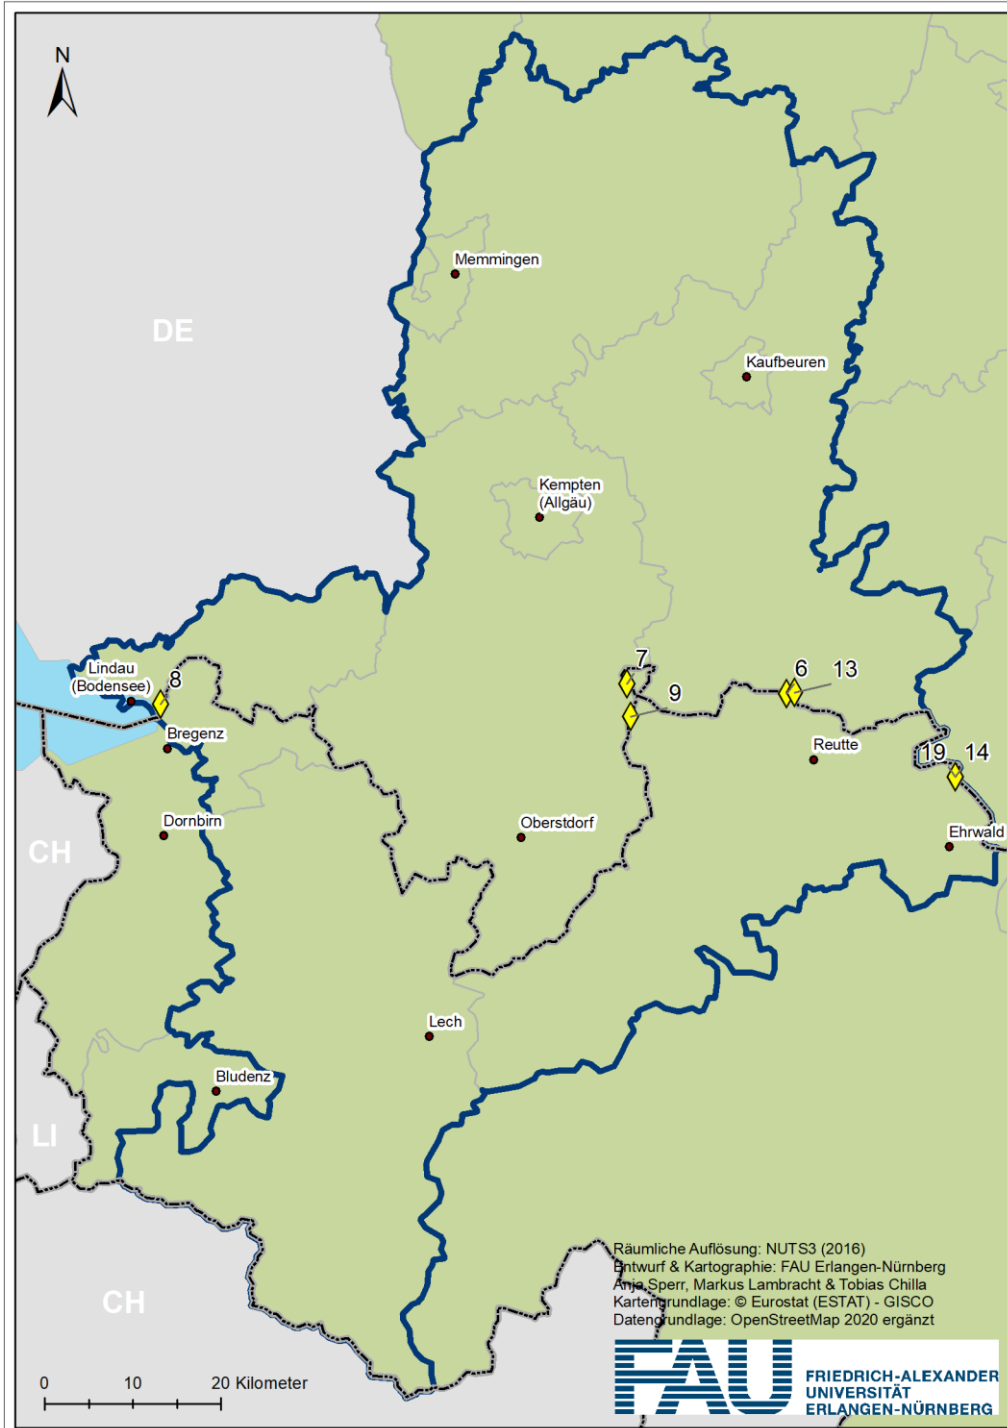 N
Memmingen
DE
Kaufbeuren
Kempten
(Allgäu)
7
Lindau
(Bodensee)
8
6
13
9
Bregenz
Reutte
19
14
Dornbirn
Oberstdorf
Ehrwald
CH
Lech
Bludenz
LI
CH
Räumliche Auflösung: NUTS3 (2016)
Entwurf & Kartographie: FAU Erlangen-Nürnberg
Anja Sperr, Markus Lambracht & Tobias Chilla
Kartengrundlage: © Eurostat (ESTAT) - GISCO
Datengrundlage: OpenStreetMap 2020 ergänzt
0 10 20 Kilometer
FAU
FRIEDRICH-ALEXANDER
UNIVERSITÄT
ERLANGEN-NÜRNBERG